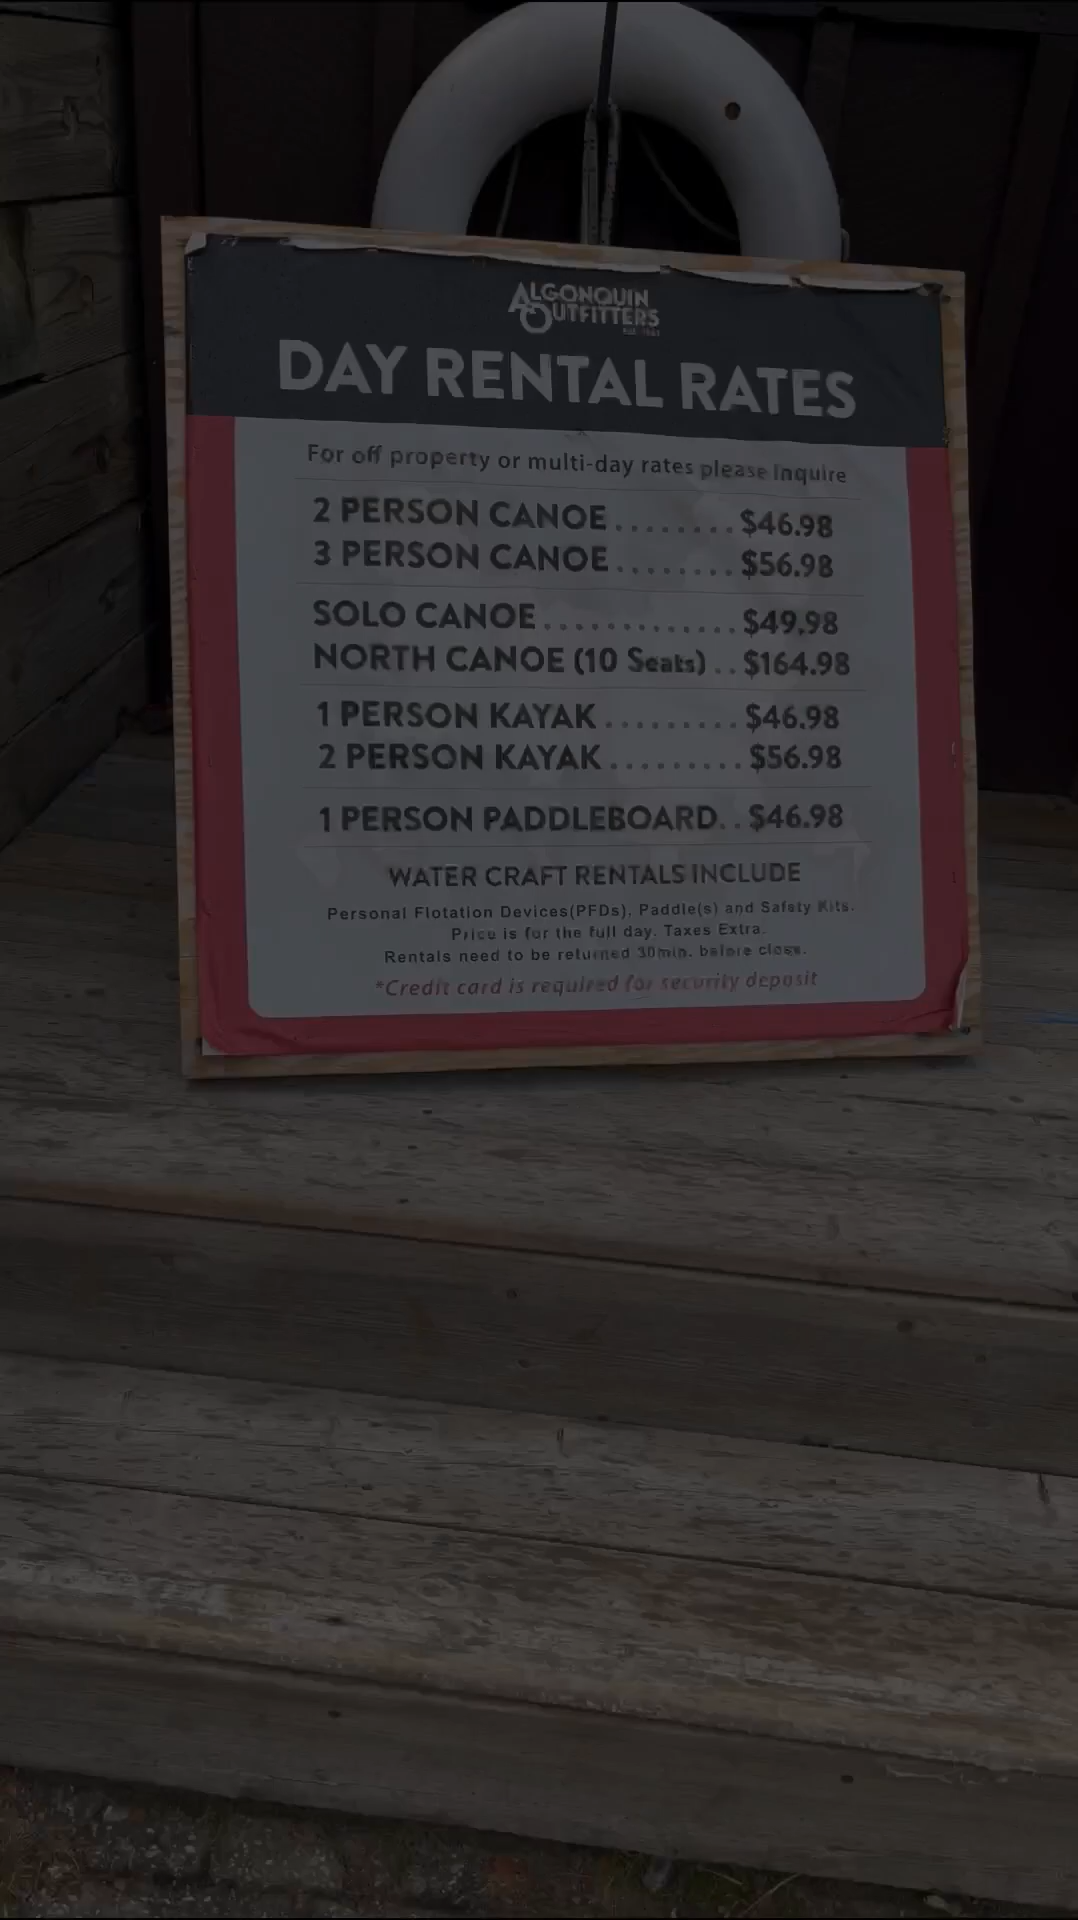 ALGONQUIN
OUTFITTERS
DAY RENTAL RATES
For off property or multi-day rates please inquire
2 PERSON CANOE........$46.98
3 PERSON CANOE........$56.98
SOLO CANOE.............$49.98
NORTH CANOE (10 Seats)..$164.98
1 PERSON KAYAK.........$46.98
2 PERSON KAYAK.........$56.98
1 PERSON PADDLEBOARD..$46.98
WATER CRAFT RENTALS INCLUDE
Personal Flotation Devices(PFDs), Paddle(s) and Safety Kits.
Price is for the full day. Taxes Extra.
Rentals need to be returned 30min. before close.
*Credit card is required for security deposit